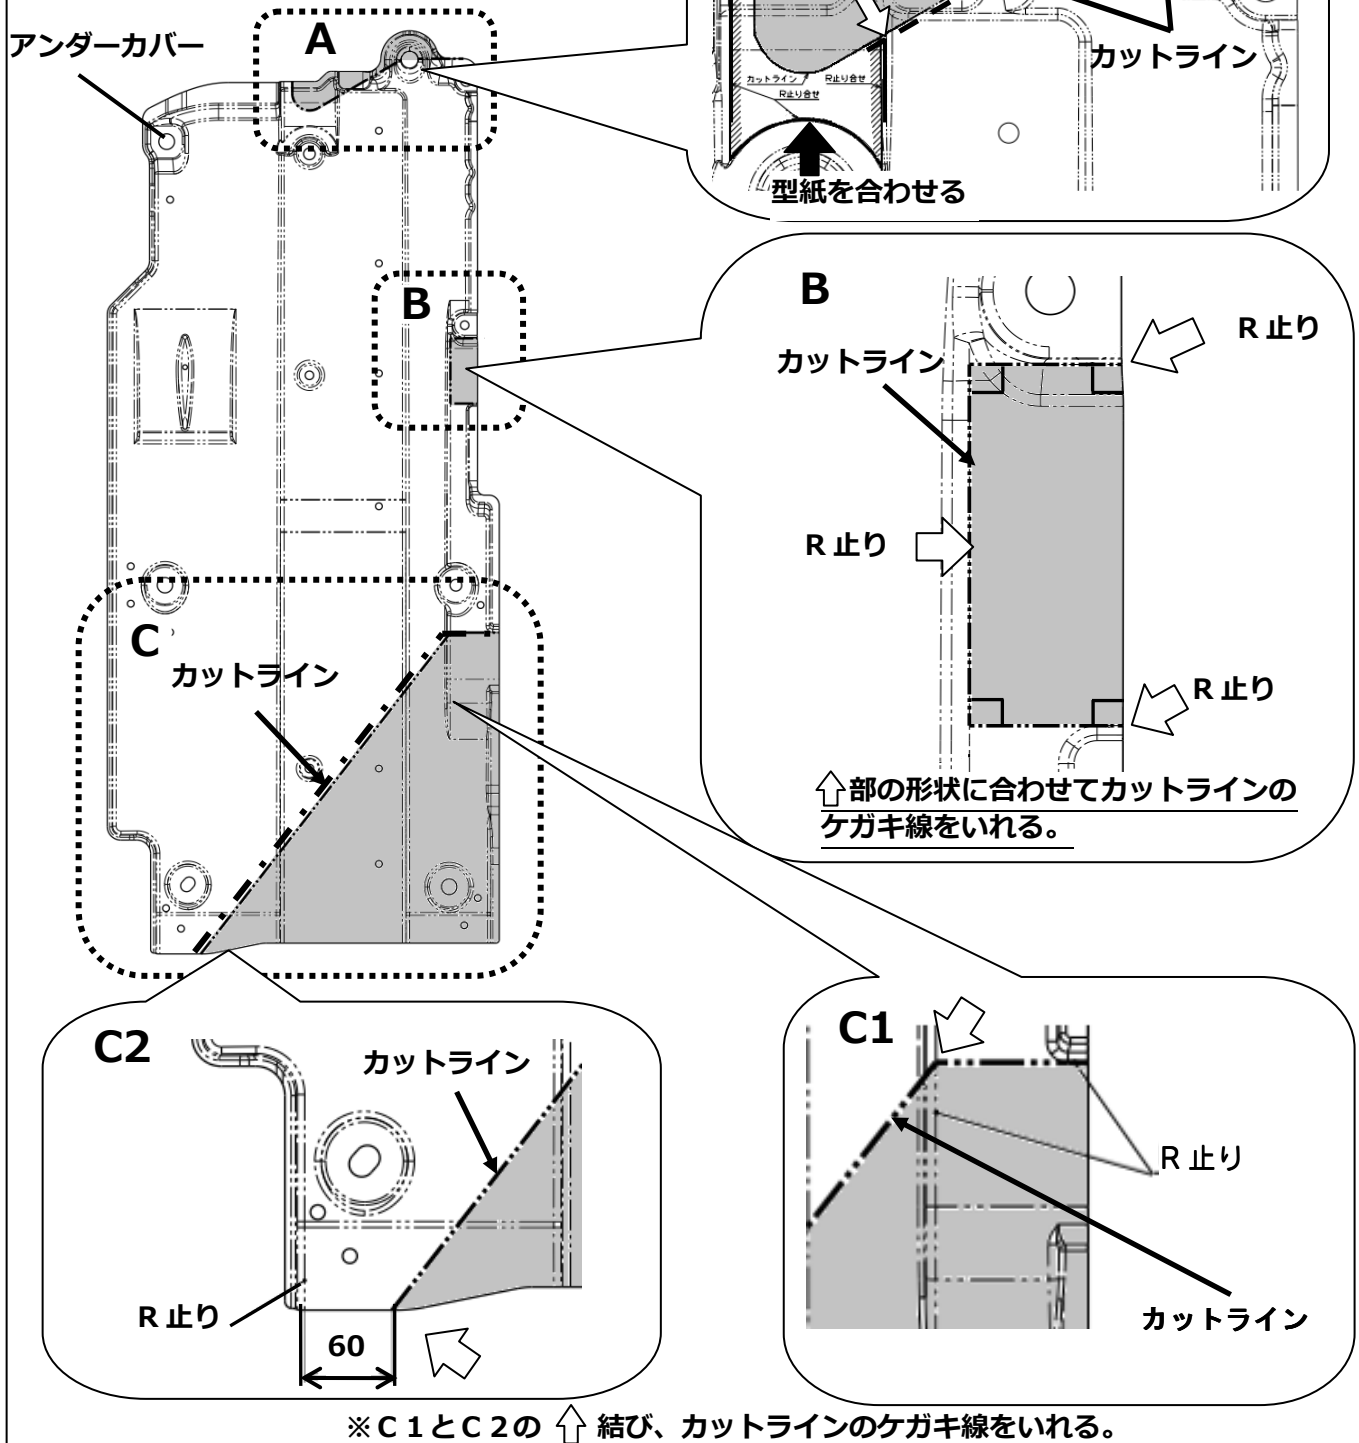 アンダーカバー
A
カットライン
カットライン
R止り合せ
R止り合せ
型紙を合わせる
B
B
R 止り
カットライン
R 止り
R 止り
部の形状に合わせてカットラインの
ケガキ線をいれる。
C
カットライン
C2
カットライン
R 止り
60
C1
R 止り
カットライン
※C1とC2の 結び、カットラインのケガキ線をいれる。